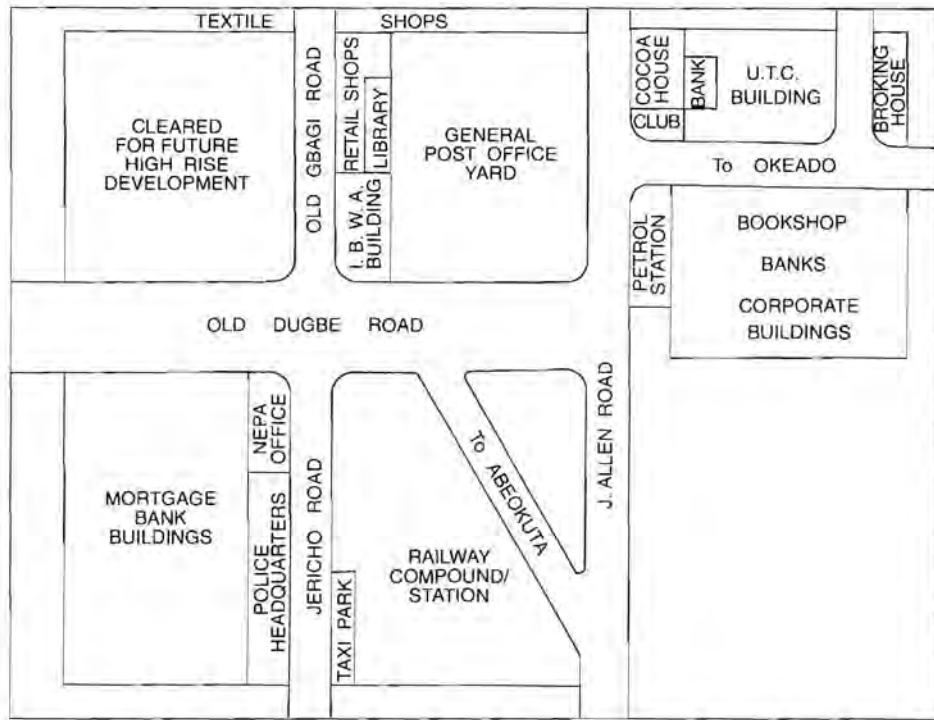 TEXTILE SHOPS
CLEARED
FOR FUTURE
HIGH RISE
DEVELOPMENT
OLD GBAGI ROAD
RETAIL SHOPS
LIBRARY
I. B. W. A.
BUILDING
GENERAL
POST OFFICE
YARD
COCOA
HOUSE
BANK
CLUB
U.T.C.
BUILDING
BROKING
HOUSE
To OKEADO
PETROL
STATION
BOOKSHOP
BANKS
CORPORATE
BUILDINGS
OLD DUGBE ROAD
MORTGAGE
BANK
BUILDINGS
NEPA
OFFICE
POLICE
HEADQUARTERS
JERICHO ROAD
TAXI PARK
RAILWAY
COMPOUND/
STATION
To ABEOKUTA
J. ALLEN ROAD